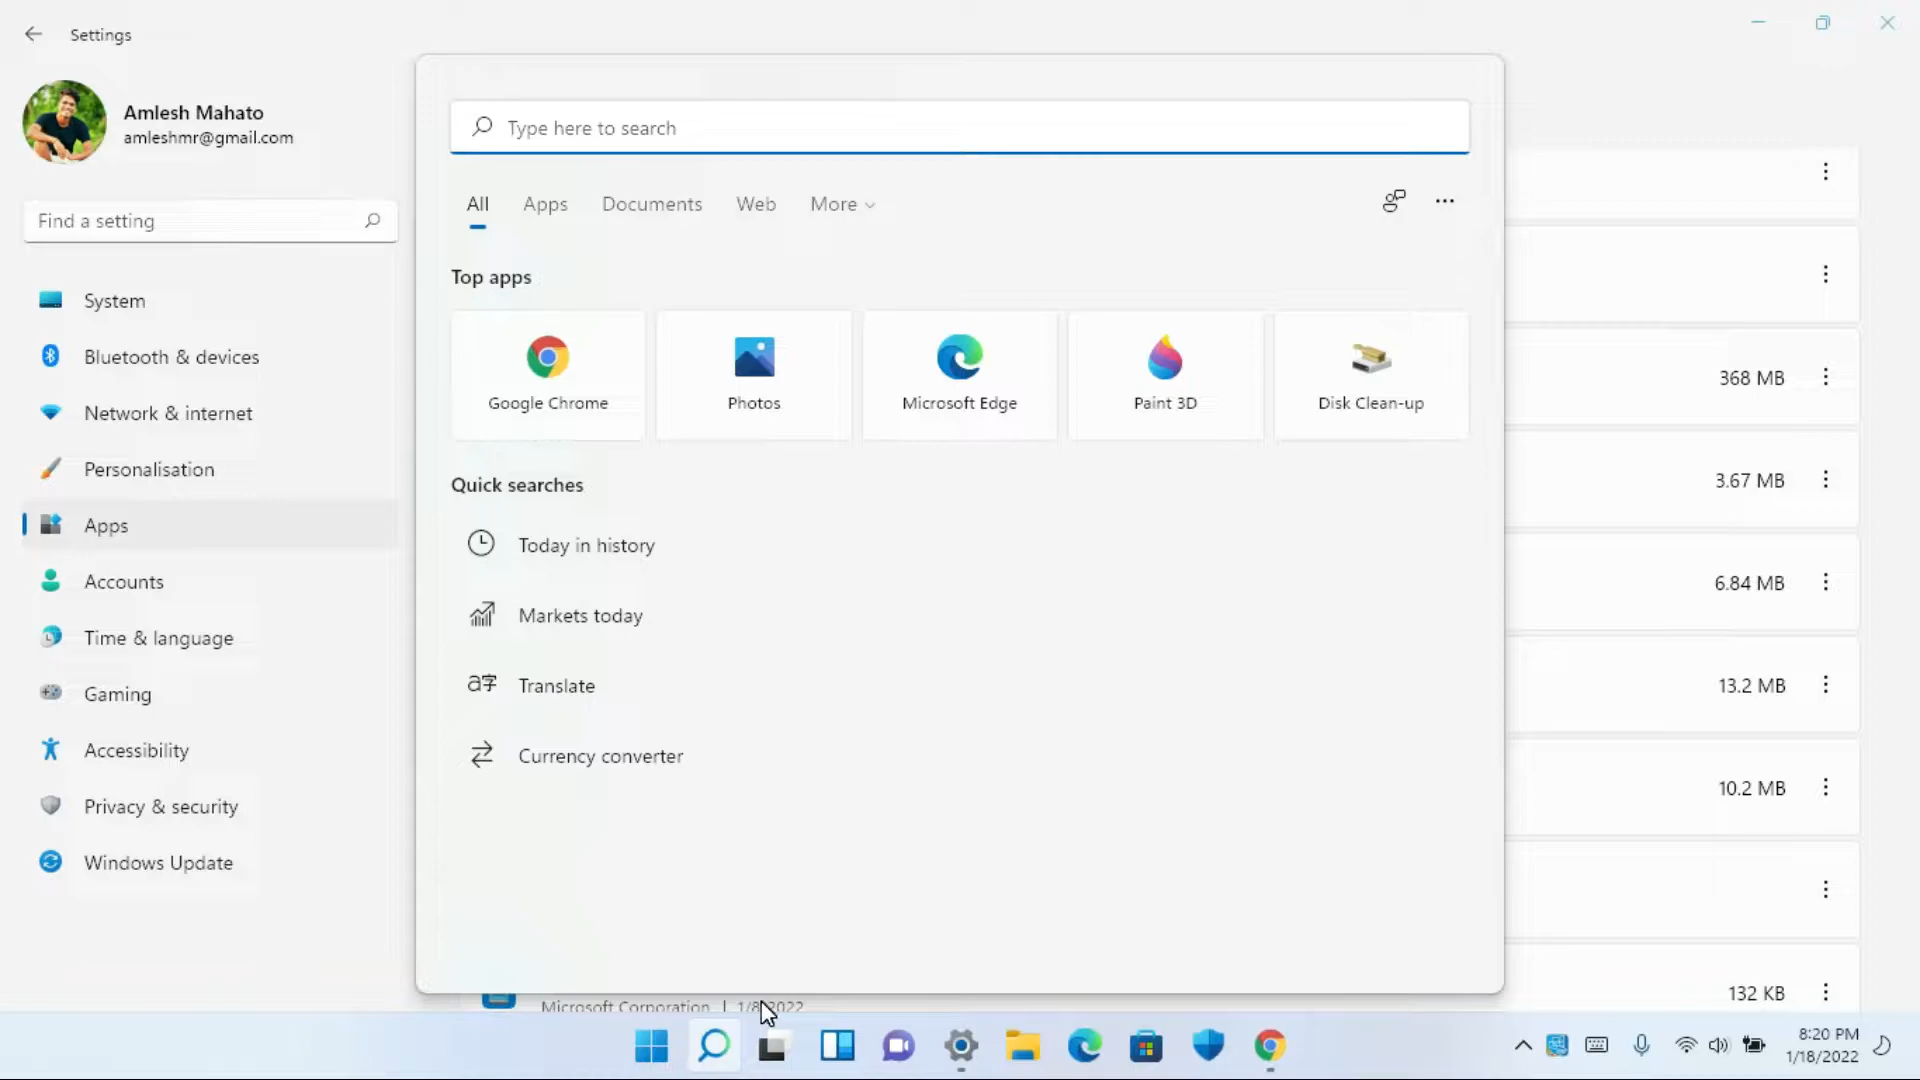 Settings
Amlesh Mahato
amleshmr@gmail.com
Find a setting
System
Bluetooth & devices
Network & internet
Personalisation
Apps
Accounts
Time & language
Gaming
Accessibility
Privacy & security
Windows Update
Type here to search
All Apps Documents Web More
Top apps
Google Chrome Photos Microsoft Edge Paint 3D Disk Clean-up
Quick searches
Today in history
Markets today
Translate
Currency converter
368 MB
3.67 MB
6.84 MB
13.2 MB
10.2 MB
132 KB
Microsoft Corporation | 1/8/2022
8:20 PM
1/18/2022